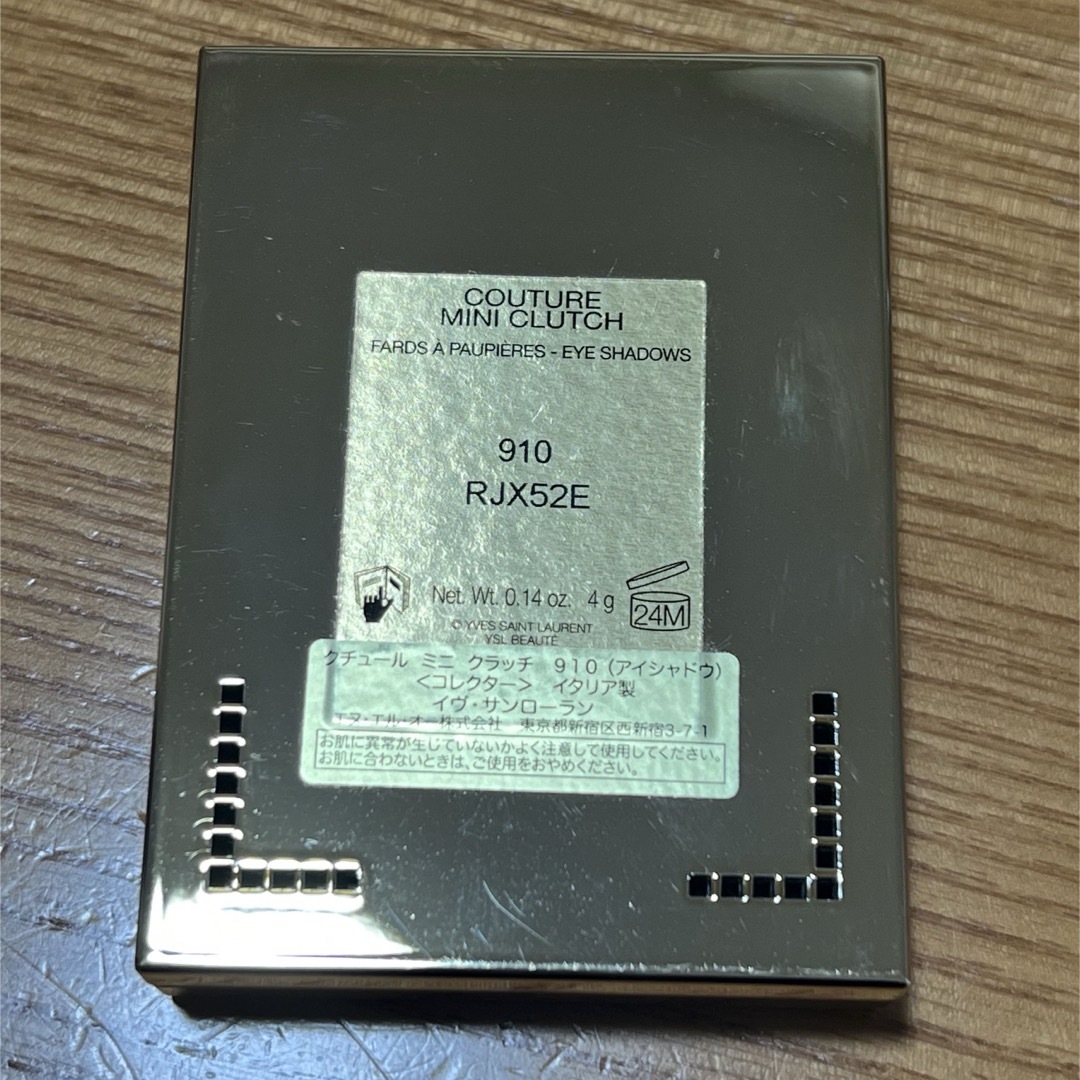 COUTURE
MINI CLUTCH
FARDS À PAUPIÈRES - EYE SHADOWS
910
RJX52E
Net. Wt. 0.14 oz. 4 g
24M
© YVES SAINT LAURENT
YSL BEAUTÉ
クチュール ミニ クラッチ 910（アイシャドウ）
＜コレクター＞ イタリア製
イヴ・サンローラン
エヌ・エル・オー株式会社 東京都新宿区西新宿3-7-1
お肌に異常が生じていないかよく注意して使用してください。
お肌に合わないときは、ご使用をおやめください。